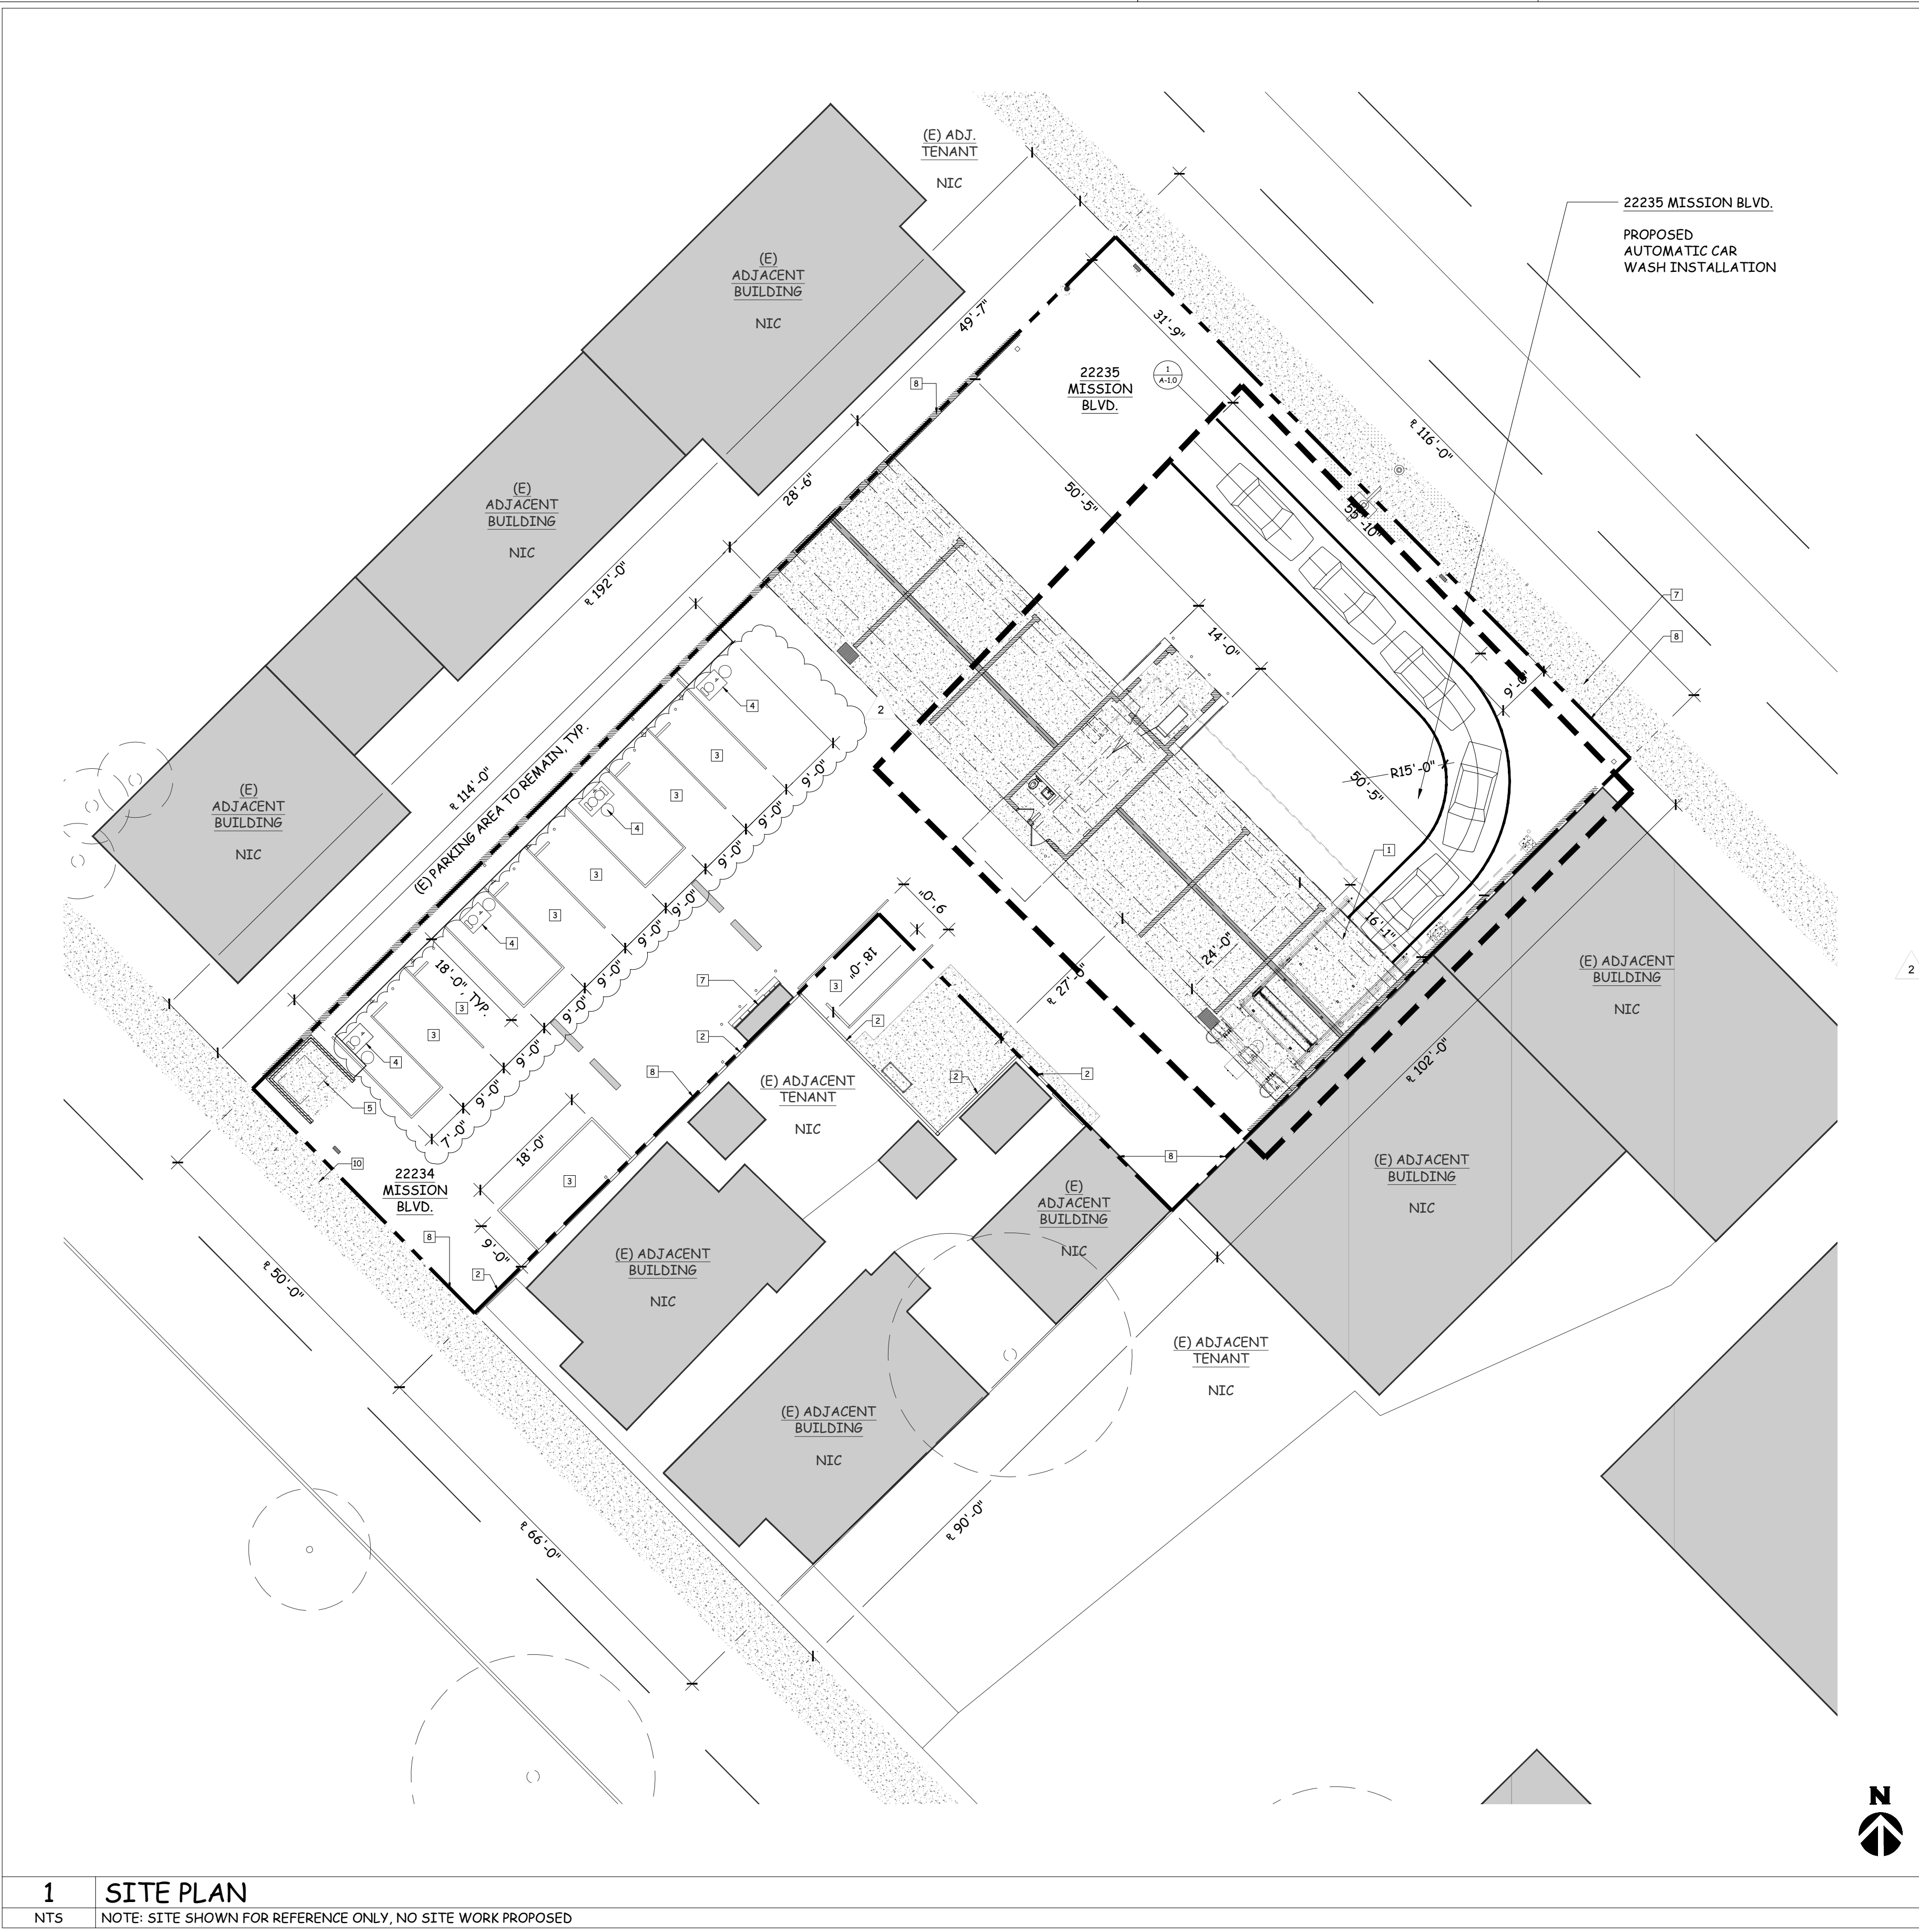 (E) ADJ.
TENANT
NIC
22235 MISSION BLVD.
PROPOSED
AUTOMATIC CAR
WASH INSTALLATION
(E)
ADJACENT
BUILDING
NIC
49'-7"
31'-9"
22235
MISSION
BLVD.
1
A-1.0
8
℄ 116'-0"
28'-6"
50'-5"
55'-10"
(E)
ADJACENT
BUILDING
NIC
℄ 192'-0"
7
8
14'-0"
9'-0"
2
4
3
3
4
3
3
4
3
3
4
5
℄ 114'-0"
(E) PARKING AREA TO REMAIN, TYP.
9'-0"
9'-0"
9'-0"
9'-0"
9'-0"
9'-0"
9'-0"
9'-0"
9'-0"
7'-0"
18'-0", TYP.
50'-5"
R15'-0"
1
16'-1"
24'-0"
(E)
ADJACENT
BUILDING
NIC
9'-0"
18'-0"
3
7
2
2
2
2
8
℄ 27'-0"
(E) ADJACENT
BUILDING
NIC
2
℄ 102'-0"
(E) ADJACENT
TENANT
NIC
10
22234
MISSION
BLVD.
18'-0"
3
9'-0"
8
2
8
(E)
ADJACENT
BUILDING
NIC
(E) ADJACENT
BUILDING
NIC
(E) ADJACENT
BUILDING
NIC
℄ 50'-0"
(E) ADJACENT
TENANT
NIC
(E) ADJACENT
BUILDING
NIC
℄ 66'-0"
℄ 90'-0"
N
1
SITE PLAN
NTS
NOTE: SITE SHOWN FOR REFERENCE ONLY, NO SITE WORK PROPOSED